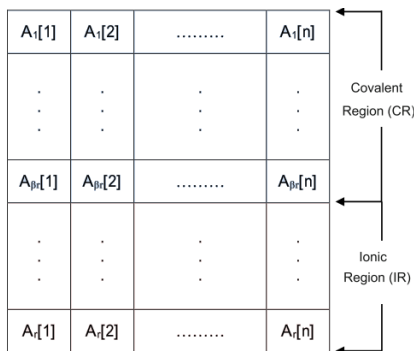 A₁[1] A₁[2] ......... A₁[n]
. . . .
. . . .
. . . .
Covalent
Region (CR)
Aβr[1] Aβr[2] ......... Aβr[n]
. . . .
. . . .
. . . .
Ionic
Region (IR)
Aᵣ[1] Aᵣ[2] ......... Aᵣ[n]